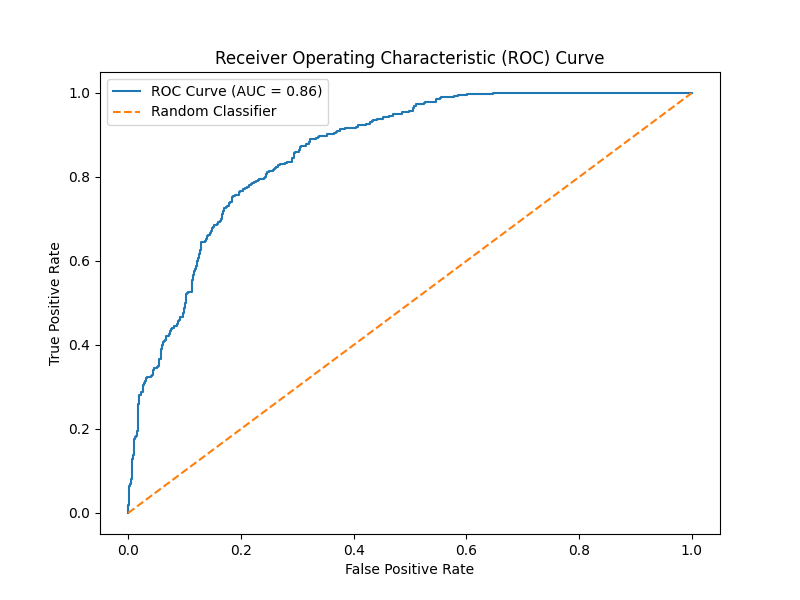 Receiver Operating Characteristic (ROC) Curve
ROC Curve (AUC = 0.86)
Random Classifier
1.0
0.8
0.6
0.4
0.2
0.0
True Positive Rate
0.0 0.2 0.4 0.6 0.8 1.0
False Positive Rate